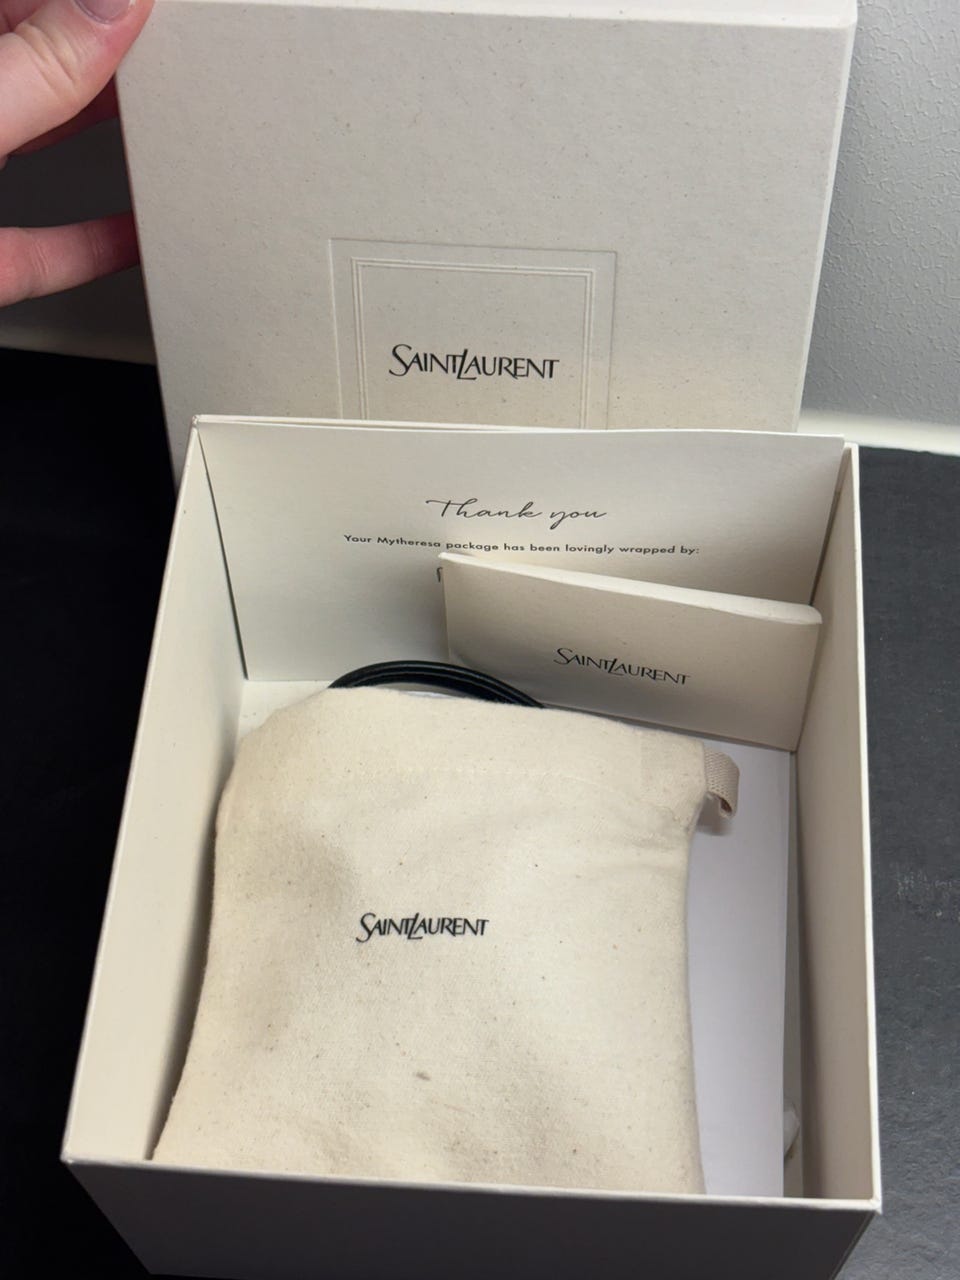 SAINT LAURENT
Thank you
Your Mytheresa package has been lovingly wrapped by:
SAINT LAURENT
SAINT LAURENT